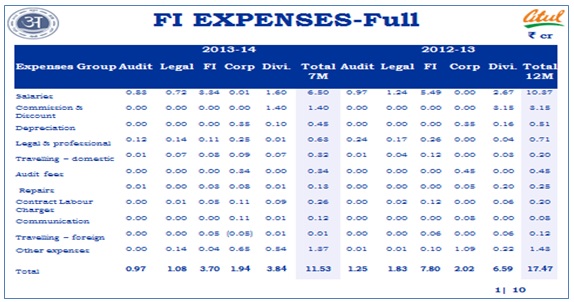 FI EXPENSES-Full
अ
Atul
₹ cr
2013-14 2012-13
Expenses Group Audit Legal FI Corp Divi. Total 7M Audit Legal FI Corp Divi. Total 12M
Salaries 0.83 0.72 3.34 0.01 1.60 6.50 0.97 1.24 5.49 0.00 2.67 10.37
Commission & Discount 0.00 0.00 0.00 0.00 1.40 1.40 0.00 0.00 0.00 0.00 3.15 3.15
Depreciation 0.00 0.00 0.00 0.35 0.10 0.45 0.00 0.00 0.00 0.35 0.16 0.51
Legal & professional 0.12 0.14 0.11 0.25 0.01 0.63 0.24 0.17 0.26 0.00 0.04 0.71
Travelling – domestic 0.01 0.07 0.08 0.09 0.07 0.32 0.01 0.04 0.12 0.00 0.03 0.20
Audit fees 0.00 0.00 0.00 0.34 0.00 0.34 0.00 0.00 0.00 0.45 0.00 0.45
Repairs 0.01 0.00 0.03 0.08 0.01 0.13 0.00 0.00 0.00 0.05 0.20 0.25
Contract Labour Charges 0.00 0.01 0.05 0.11 0.09 0.26 0.00 0.02 0.12 0.00 0.06 0.20
Communication 0.00 0.00 0.01 0.11 0.01 0.12 0.00 0.00 0.00 0.08 0.00 0.08
Travelling – foreign 0.00 0.00 0.05 (0.05) 0.01 0.01 0.00 0.00 0.06 0.00 0.06 0.12
Other expenses 0.00 0.14 0.04 0.65 0.54 1.37 0.01 0.01 0.10 1.09 0.22 1.43
Total 0.97 1.08 3.70 1.94 3.84 11.53 1.25 1.83 7.80 2.02 6.59 17.47
1| 10